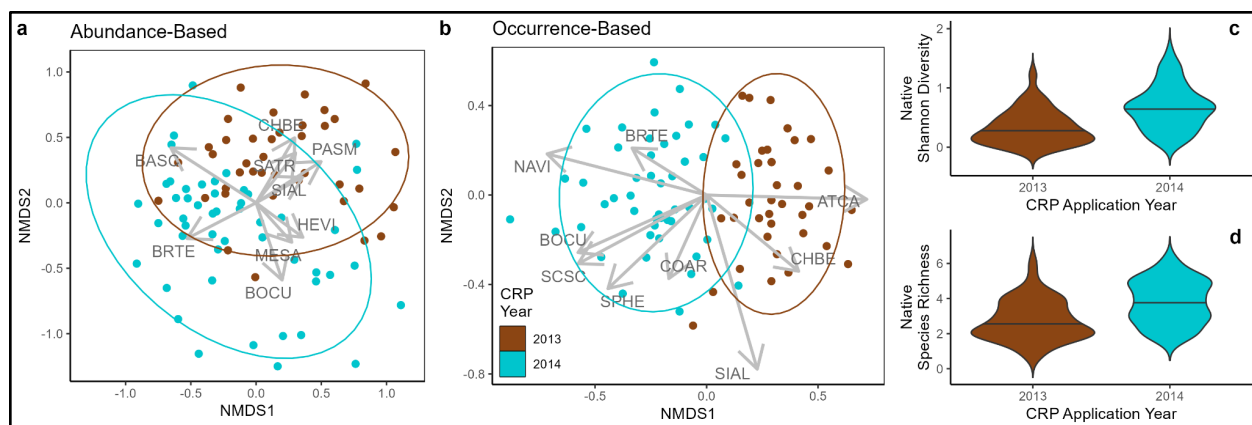 a
Abundance-Based
1.0
0.5
0.0
-0.5
-1.0
NMDS2
CHBE
BASC
PASM
SATR
SIAL
HEVI
BRTE
MESA
BOCU
-1.0
-0.5
0.0
0.5
1.0
NMDS1
b
Occurrence-Based
0.4
0.0
-0.4
-0.8
NMDS2
BRTE
NAVI
ATCA
BOCU
COAR
CHBE
SCSC
SPHE
SIAL
CRP
Year
2013
2014
-0.5
0.0
0.5
NMDS1
c
2
1
0
Native
Shannon Diversity
2013
2014
CRP Application Year
d
6
4
2
0
Native
Species Richness
2013
2014
CRP Application Year